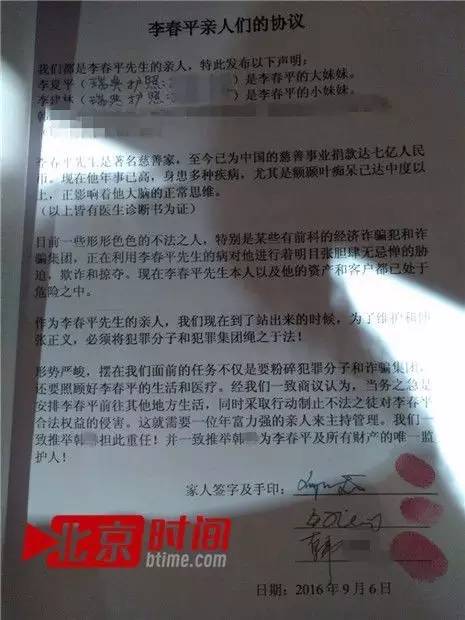 李春平亲人们的协议
我们都是李春平先生的亲人，特此发布以下声明：
李夏平（瑞典护照：）是李春平的大妹妹。
李建妹（瑞典护照：）是李春平的小妹妹。
韩
李春平先生是著名慈善家，至今已为中国的慈善事业捐款达七亿人民
币。现在他年事已高，身患多种疾病，尤其是额颞叶痴呆已达中度以
上，正影响着他大脑的正常思维。
（以上皆有医生诊断书为证）
目前一些形形色色的不法之人，特别是某些有前科的经济诈骗犯和诈
骗集团，正在利用李春平先生的病对他进行着明目张胆肆无忌惮的胁
迫，欺诈和掠夺。现在李春平先生本人以及他的资产和客户都已处于
危险之中。
作为李春平先生的亲人，我们现在到了站出来的时候，为了维护和伸
张正义，必须将犯罪分子和犯罪集团绳之于法！
形势严峻，摆在我们面前的任务不仅是要粉碎犯罪分子和诈骗集团，
还要照顾好李春平的生活和医疗。经我们一致商议认为，当务之急是
安排李春平前往其他地方生活，同时采取行动制止不法之徒对李春平
合法权益的侵害。这就需要一位年富力强的亲人来主持管理。我们一
致推举韩担此重任！并一致推举韩为李春平及所有财产的唯一监
护人！
家人签字及手印：
韩
北京时间
btime.com
日期：2016年9月6日